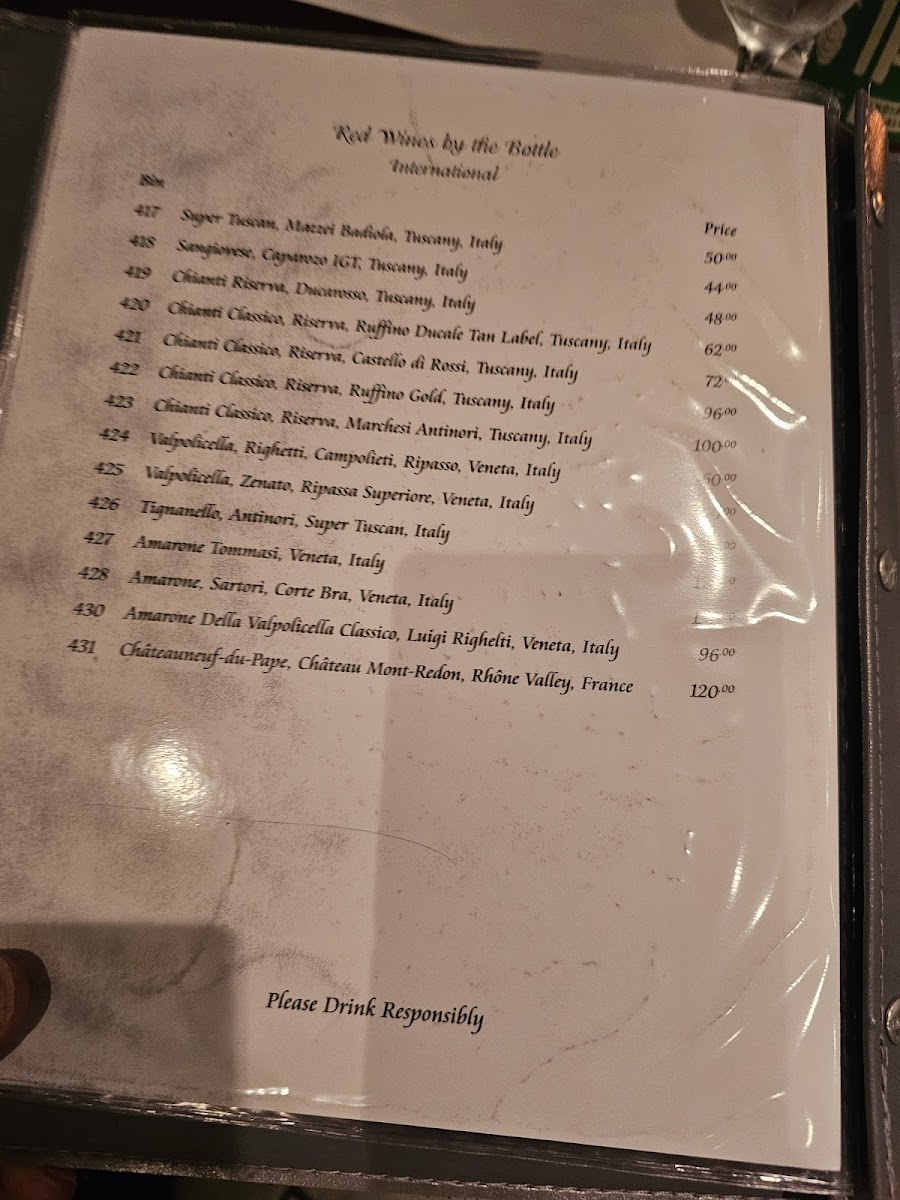 Red Wines by the Bottle
International
Bin Price
417 Super Tuscan, Mazzei Badiola, Tuscany, Italy 50.00
418 Sangiovese, Caparozo IGT, Tuscany, Italy 44.00
419 Chianti Riserva, Ducarosso, Tuscany, Italy 48.00
420 Chianti Classico, Riserva, Ruffino Ducale Tan Label, Tuscany, Italy 62.00
421 Chianti Classico, Riserva, Castello di Rossi, Tuscany, Italy 72
422 Chianti Classico, Riserva, Ruffino Gold, Tuscany, Italy 96.00
423 Chianti Classico, Riserva, Marchesi Antinori, Tuscany, Italy 100.00
424 Valpolicella, Righetti, Campolieti, Ripasso, Veneta, Italy
425 Valpolicella, Zenato, Ripassa Superiore, Veneta, Italy
426 Tignanello, Antinori, Super Tuscan, Italy
427 Amarone Tommasi, Veneta, Italy
428 Amarone, Sartori, Corte Bra, Veneta, Italy
430 Amarone Della Valpolicella Classico, Luigi Righelti, Veneta, Italy 96.00
431 Châteauneuf-du-Pape, Château Mont-Redon, Rhône Valley, France 120.00
Please Drink Responsibly